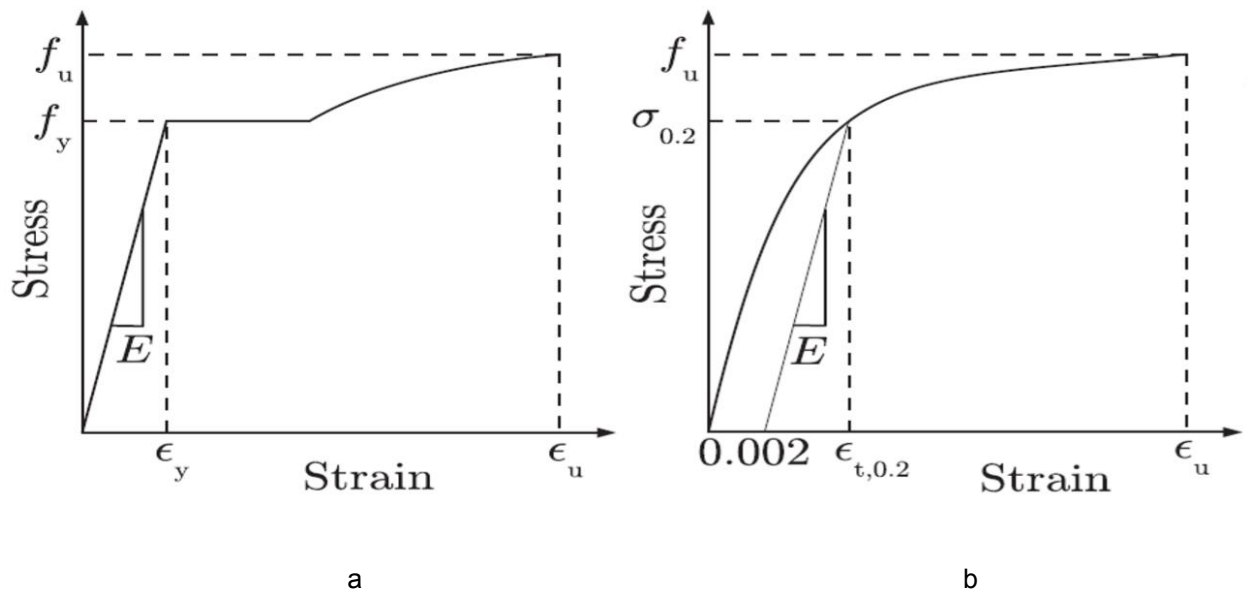 f_u
f_y
Stress
E
ϵ_y
Strain
ϵ_u
a
f_u
σ_0.2
Stress
E
0.002
ϵ_t,0.2
Strain
ϵ_u
b